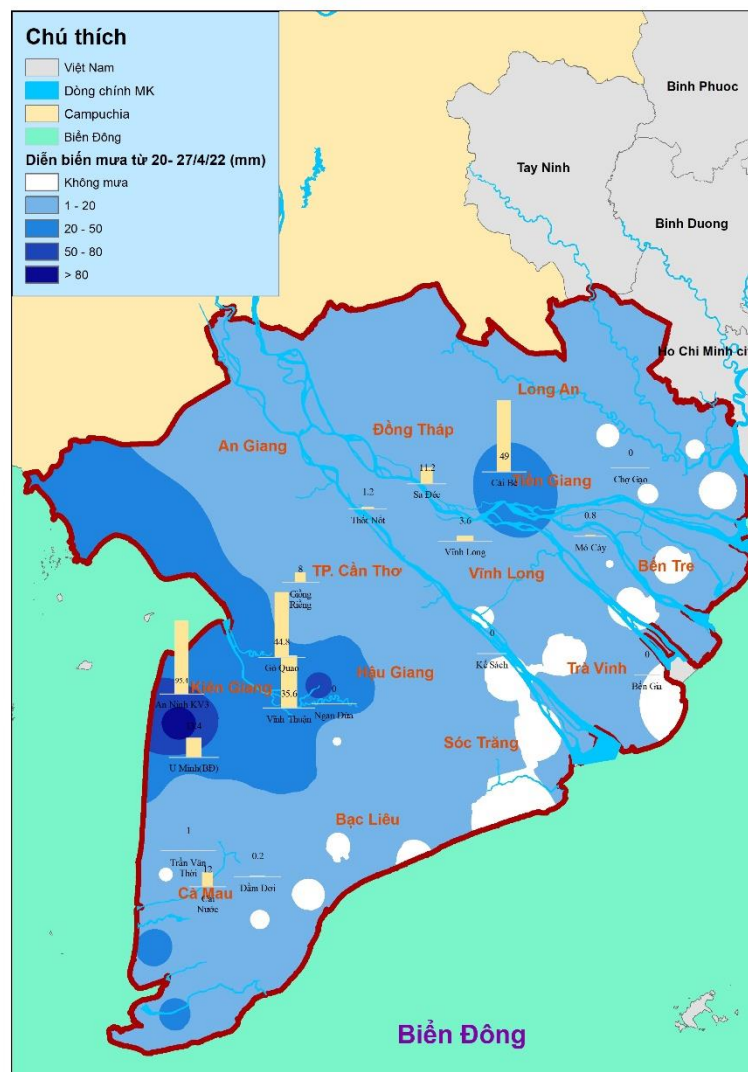 Chú thích
Việt Nam
Dòng chính MK
Campuchia
Biển Đông
Diễn biến mưa từ 20- 27/4/22 (mm)
Không mưa
1 - 20
20 - 50
50 - 80
> 80
Binh Phuoc
Tay Ninh
Binh Duong
Ho Chi Minh ci
Long An
Đồng Tháp
An Giang
49
Cái Bè
Tiền Giang
0
Chợ Gạo
11.2
Sa Đéc
1.2
Thốt Nốt
3.6
Vĩnh Long
0.8
Mỏ Cày
Bến Tre
TP. Cần Thơ
8
Giồng
Riềng
Vĩnh Long
44.8
Gò Quao
Hậu Giang
0
Kế Sách
Trà Vinh
0
Bến Giá
95.4
Kiên Giang
An Ninh KV3
35.6
Vĩnh Thuận
0
Ngan Dừa
U Minh(BĐ)
Sóc Trăng
Bạc Liêu
1
Trần Văn
Thời
12
Cà Mau
Nước
0.2
Đầm Dơi
Biển Đông